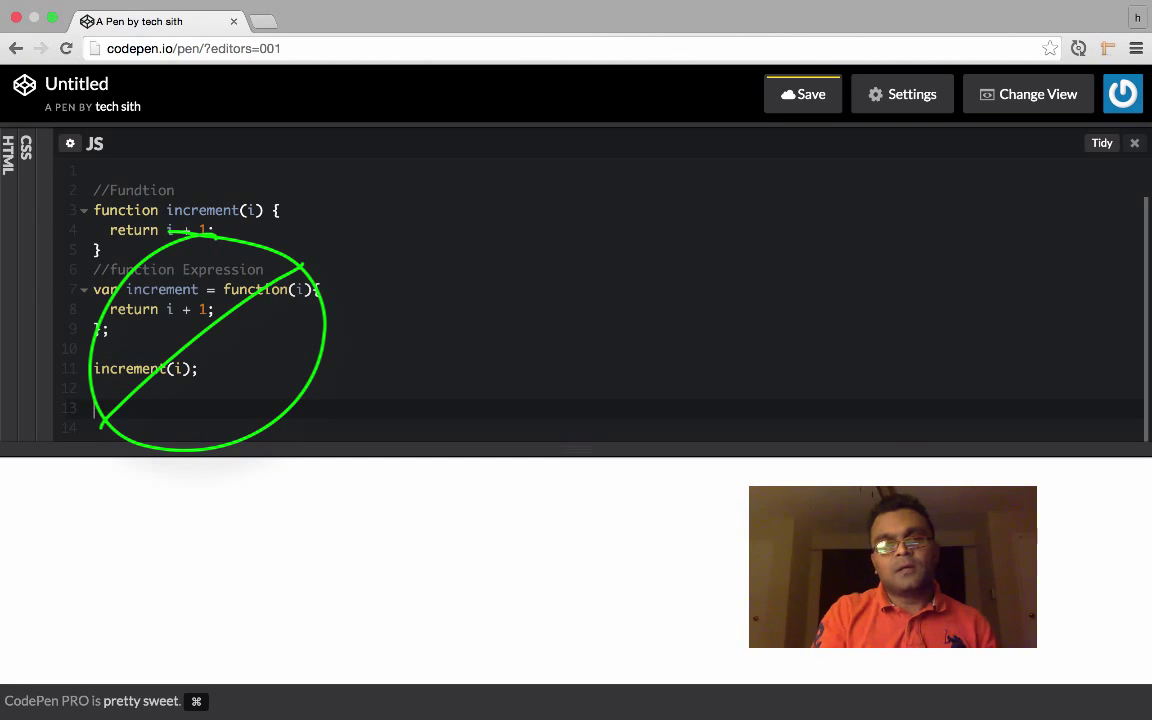 A Pen by tech sith
h
codepen.io/pen/?editors=001
Untitled
A PEN BY tech sith
Save
Settings
Change View
HTML
CSS
JS
Tidy
1
2 //Fundtion
3 function increment(i) {
4 return i + 1;
5 }
6 //function Expression
7 var increment = function(i){
8 return i + 1;
9 };
10
11 increment(i);
12
13
14
CodePen PRO is pretty sweet. ⌘